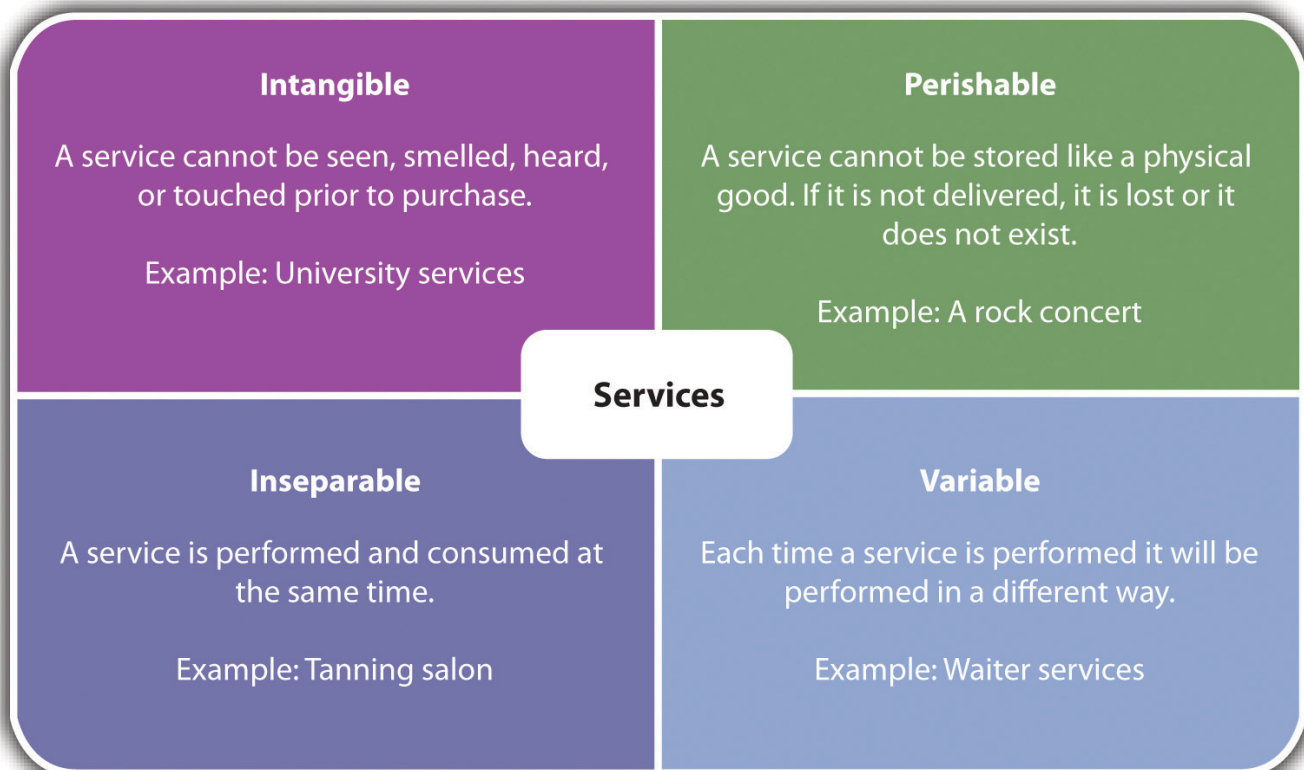 Intangible
A service cannot be seen, smelled, heard,
or touched prior to purchase.
Example: University services
Perishable
A service cannot be stored like a physical
good. If it is not delivered, it is lost or it
does not exist.
Example: A rock concert
Services
Inseparable
A service is performed and consumed at
the same time.
Example: Tanning salon
Variable
Each time a service is performed it will be
performed in a different way.
Example: Waiter services